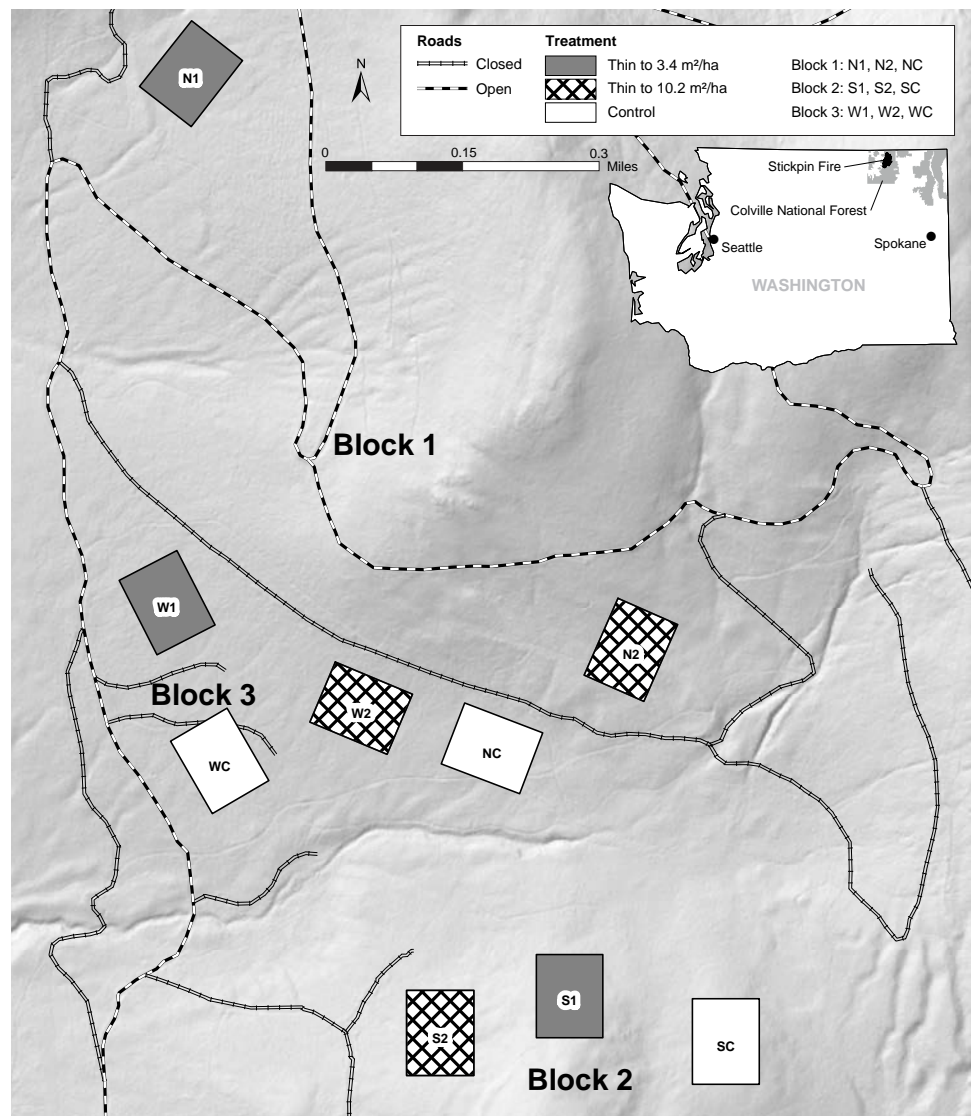 Roads
Treatment
Closed
Thin to 3.4 m²/ha
Block 1: N1, N2, NC
Open
Thin to 10.2 m²/ha
Block 2: S1, S2, SC
Control
Block 3: W1, W2, WC
N1
N
0
0.15
0.3
Miles
Stickpin Fire
Colville National Forest
Seattle
Spokane
WASHINGTON
Block 1
W1
N2
Block 3
W2
WC
NC
S1
S2
SC
Block 2